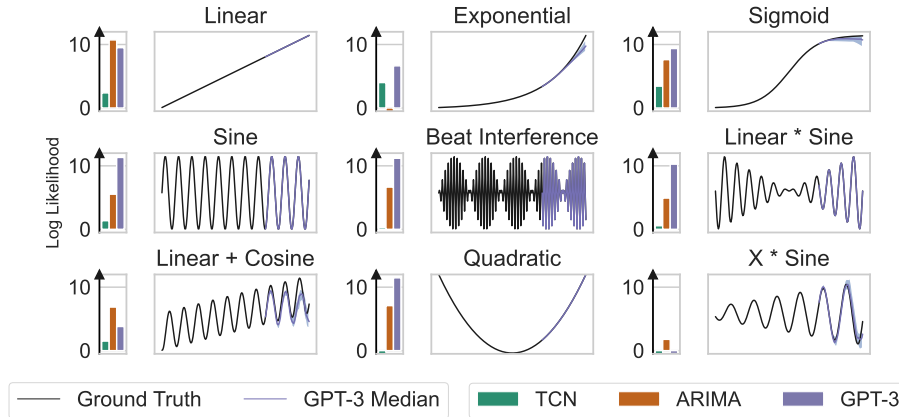 Linear
Exponential
Sigmoid
10
0
10
0
10
0
Sine
Beat Interference
Linear * Sine
Log Likelihood
10
0
10
0
10
0
Linear + Cosine
Quadratic
X * Sine
10
0
10
0
10
0
Ground Truth
GPT-3 Median
TCN
ARIMA
GPT-3